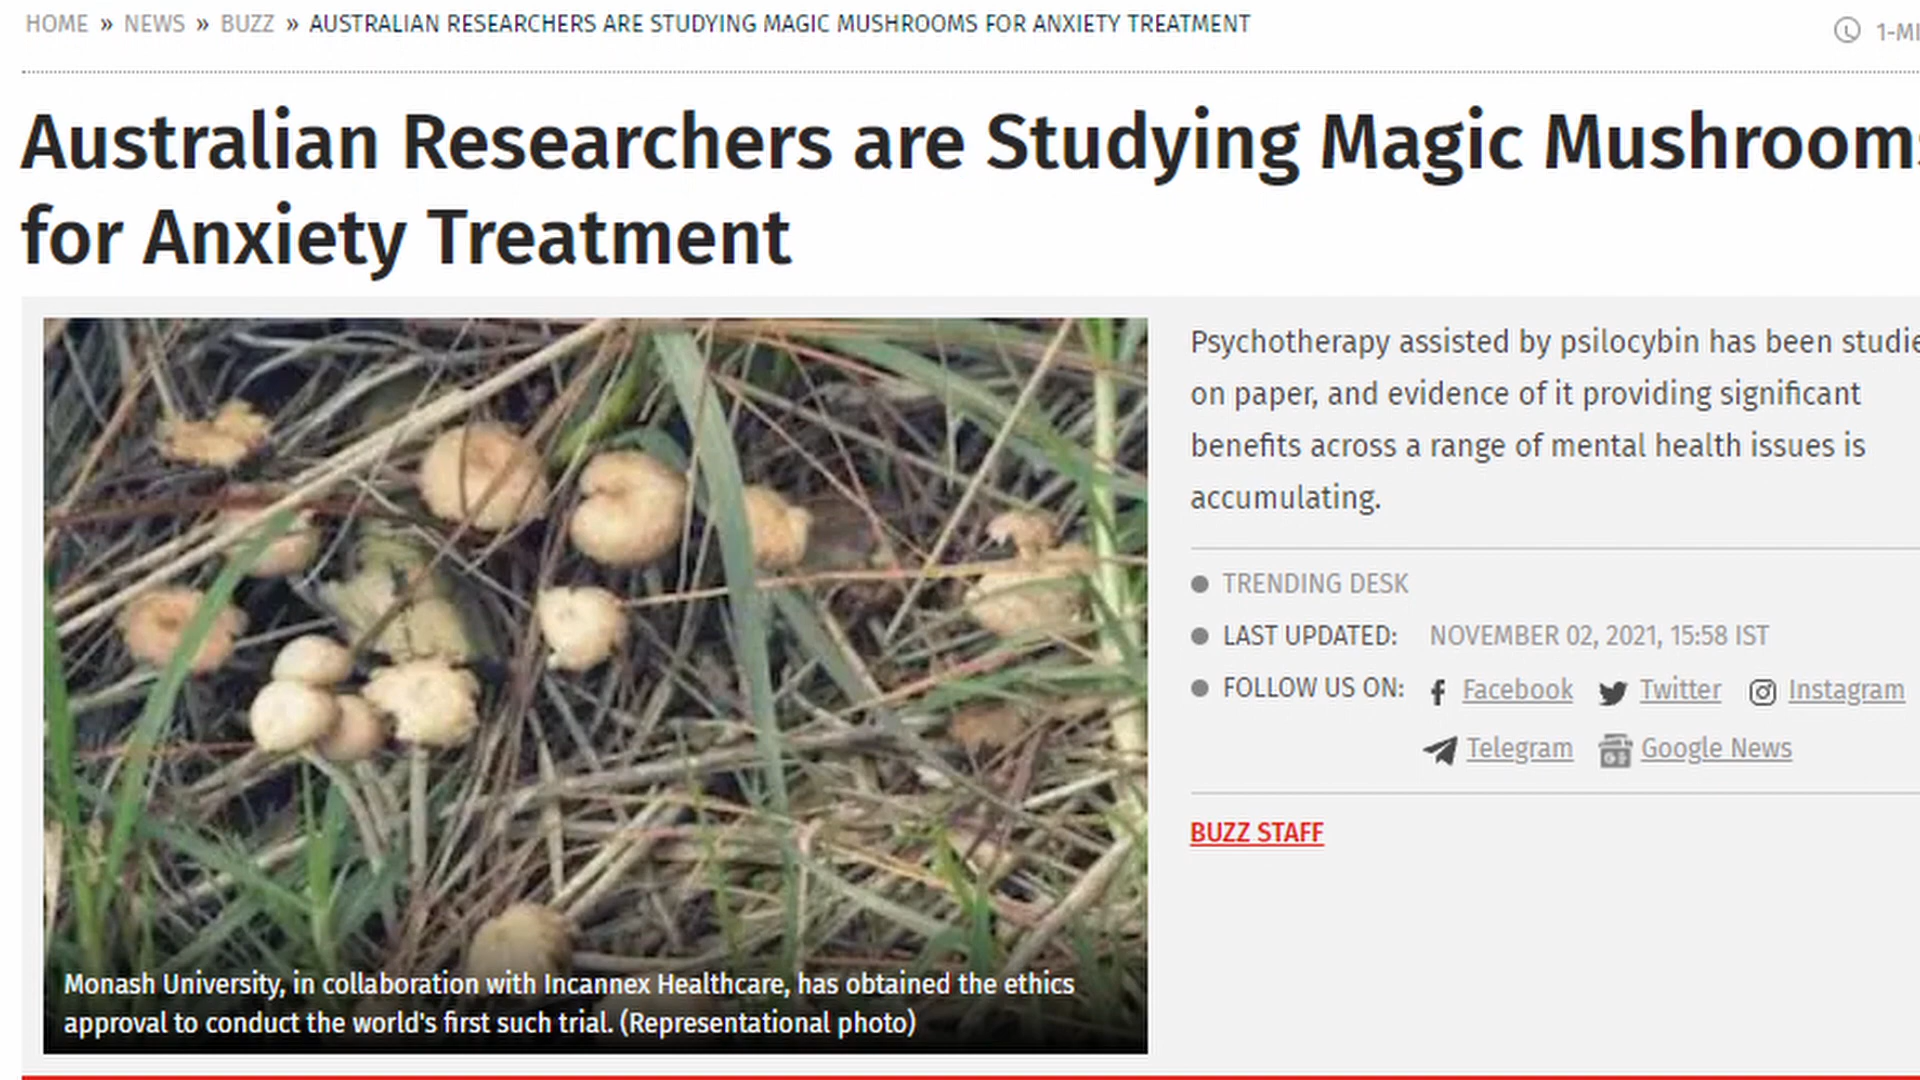 HOME » NEWS » BUZZ » AUSTRALIAN RESEARCHERS ARE STUDYING MAGIC MUSHROOMS FOR ANXIETY TREATMENT
Australian Researchers are Studying Magic Mushrooms
for Anxiety Treatment
Psychotherapy assisted by psilocybin has been
on paper, and evidence of it providing significant
benefits across a range of mental health issues is
accumulating.
TRENDING DESK
LAST UPDATED: NOVEMBER 02, 2021, 15:58 IST
FOLLOW US ON: Facebook Twitter Instagram
Telegram Google News
BUZZ STAFF
Monash University, in collaboration with Incannex Healthcare, has obtained the ethics
approval to conduct the world's first such trial. (Representational photo)